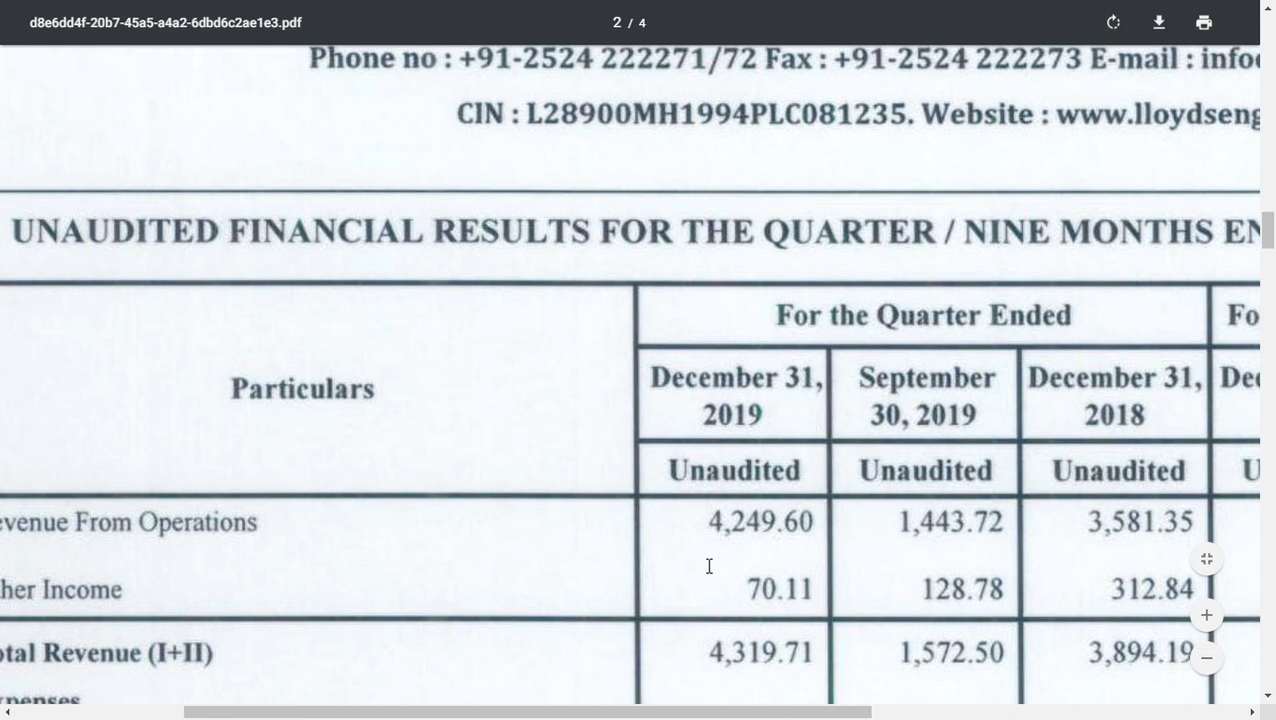 d8e6dd4f-20b7-45a5-a4a2-6dbd6c2ae1e3.pdf 2 / 4
Phone no : +91-2524 222271/72 Fax : +91-2524 222273 E-mail : info
CIN : L28900MH1994PLC081235. Website : www.lloydseng
UNAUDITED FINANCIAL RESULTS FOR THE QUARTER / NINE MONTHS EN
For the Quarter Ended Fo
Particulars December 31, 2019 September 30, 2019 December 31, 2018 Dec
Unaudited Unaudited Unaudited U
evenue From Operations 4,249.60 1,443.72 3,581.35
her Income 70.11 128.78 312.84
otal Revenue (I+II) 4,319.71 1,572.50 3,894.19